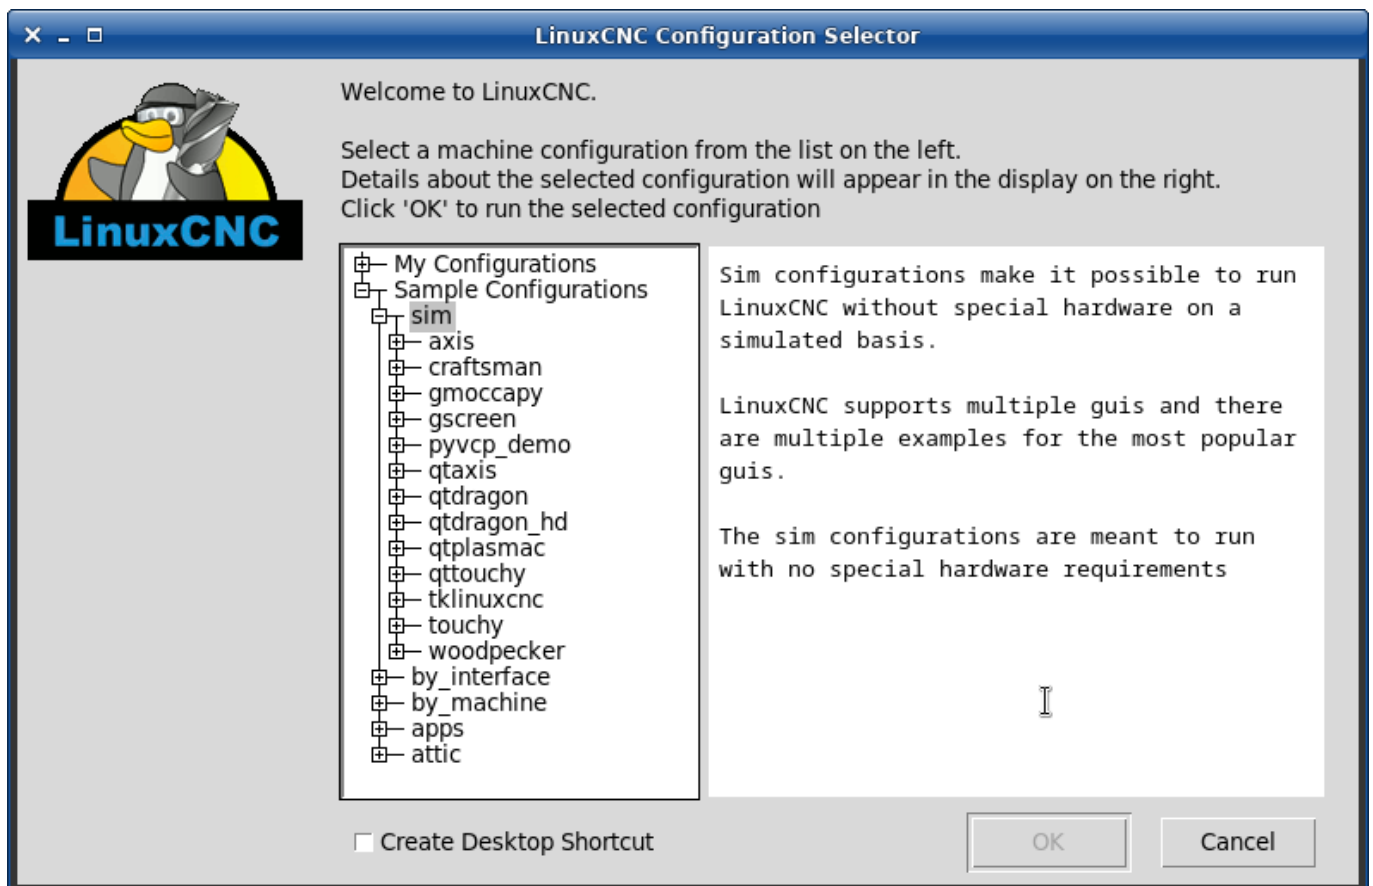 LinuxCNC Configuration Selector
LinuxCNC
Welcome to LinuxCNC.
Select a machine configuration from the list on the left.
Details about the selected configuration will appear in the display on the right.
Click 'OK' to run the selected configuration
My Configurations
Sample Configurations
sim
axis
craftsman
gmoccapy
gscreen
pyvcp_demo
qtaxis
qtdragon
qtdragon_hd
qtplasmac
qttouchy
tklinuxcnc
touchy
woodpecker
by_interface
by_machine
apps
attic
Sim configurations make it possible to run
LinuxCNC without special hardware on a
simulated basis.
LinuxCNC supports multiple guis and there
are multiple examples for the most popular
guis.
The sim configurations are meant to run
with no special hardware requirements
Create Desktop Shortcut
OK
Cancel